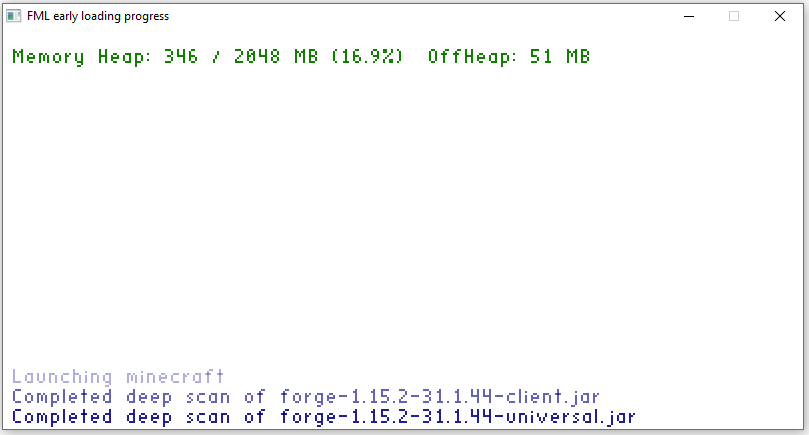 FML early loading progress
Memory Heap: 346 / 2048 MB (16.9%)  OffHeap: 51 MB
Launching minecraft
Completed deep scan of forge-1.15.2-31.1.44-client.jar
Completed deep scan of forge-1.15.2-31.1.44-universal.jar